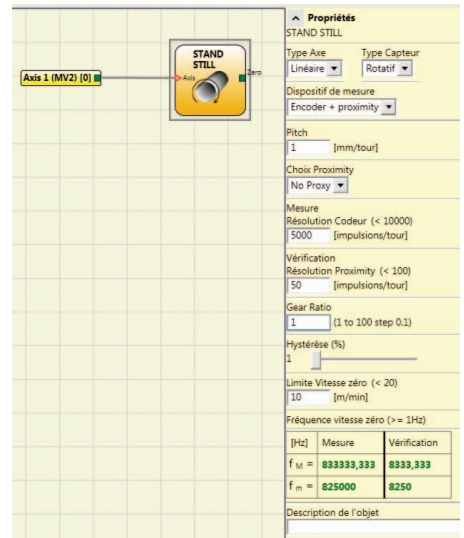 STAND
STILL
Axis 1 (MV2) [0]
Axis
Zero
Propriétés
STAND STILL
Type Axe Type Capteur
Linéaire Rotatif
Dispositif de mesure
Encoder + proximity
Pitch
1 [mm/tour]
Choix Proximity
No Proxy
Mesure
Résolution Codeur (< 10000)
5000 [impulsions/tour]
Vérification
Résolution Proximity (< 100)
50 [impulsions/tour]
Gear Ratio
1 (1 to 100 step 0.1)
Hystérése (%)
1
Limite Vitesse zéro (< 20)
10 [m/min]
Fréquence vitesse zéro (>= 1Hz)
[Hz] Mesure Vérification
f M = 833333,333 8333,333
f m = 825000 8250
Description de l'objet